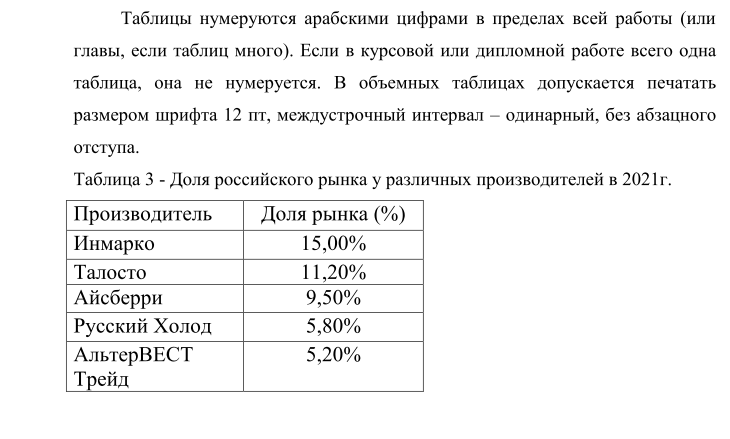 Таблицы нумеруются арабскими цифрами в пределах всей работы (или
главы, если таблиц много). Если в курсовой или дипломной работе всего одна
таблица, она не нумеруется. В объемных таблицах допускается печатать
размером шрифта 12 пт, междустрочный интервал – одинарный, без абзацного
отступа.
Таблица 3 - Доля российского рынка у различных производителей в 2021г.
Производитель Доля рынка (%)
Инмарко 15,00%
Талосто 11,20%
Айсберри 9,50%
Русский Холод 5,80%
АльтерВЕСТ 5,20%
Трейд